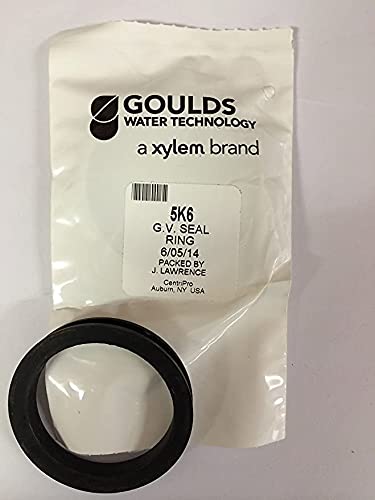 GOULDS
WATER TECHNOLOGY
a xylem brand
5K6
G.V. SEAL
RING
6/05/14
PACKED BY
J. LAWRENCE
CentriPro
Auburn, NY USA